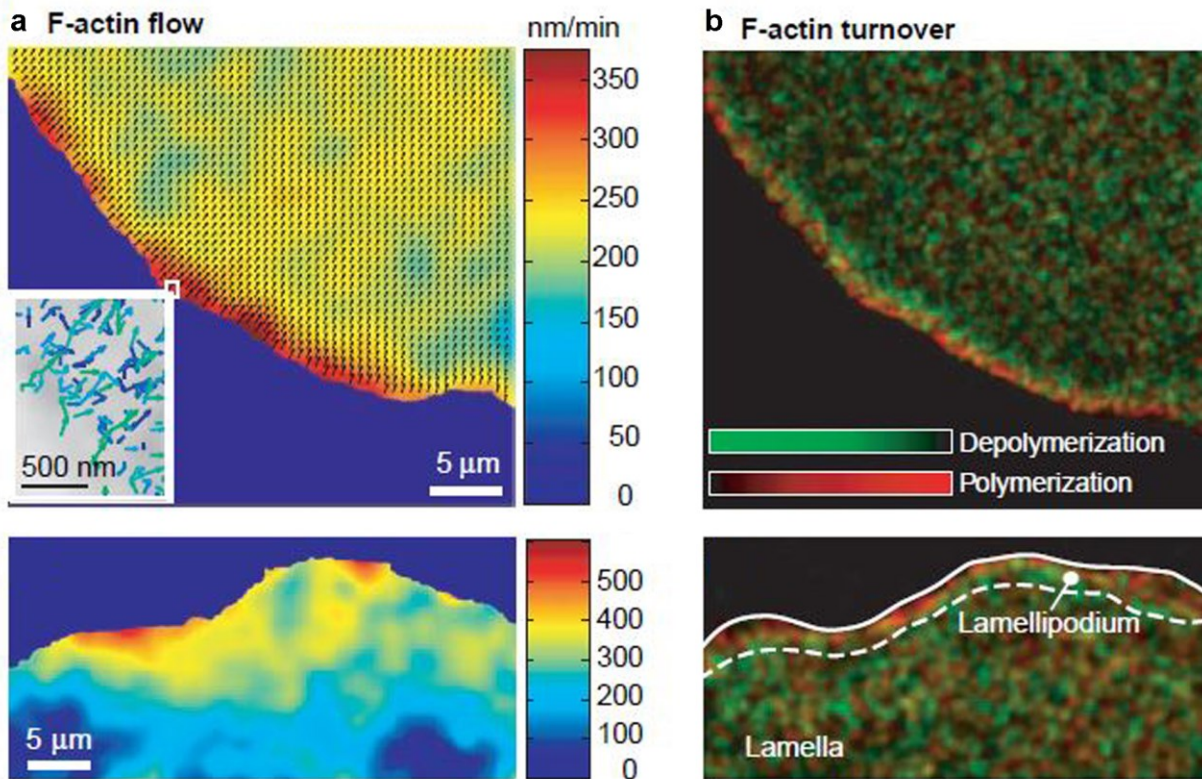 a F-actin flow
nm/min
350
300
250
200
150
100
50
0
500 nm
5 μm
b F-actin turnover
Depolymerization
Polymerization
500
400
300
200
100
0
5 μm
Lamellipodium
Lamella